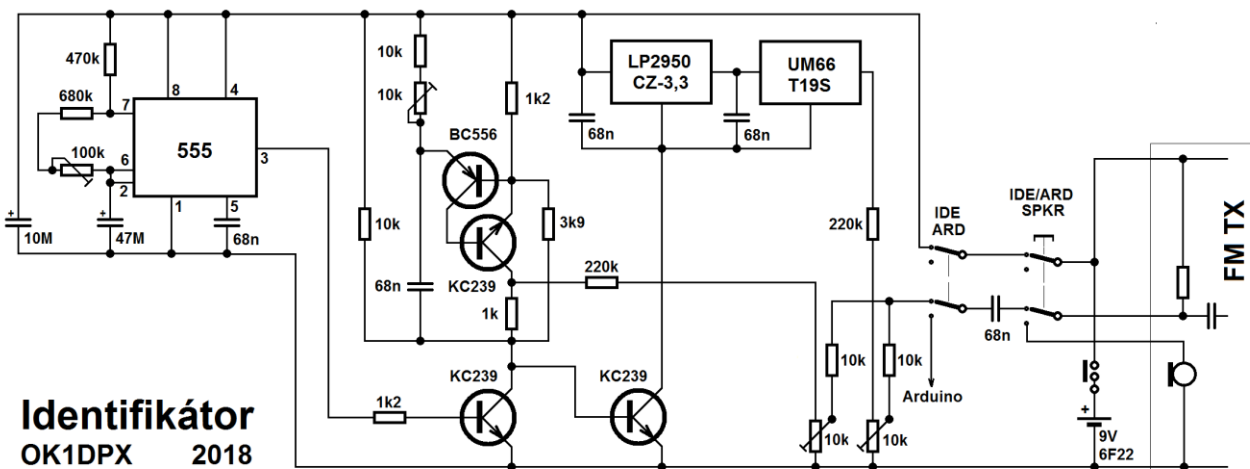 470k
680k
100k
7
8
4
6
2
3
1
5
555
10M
47M
68n
10k
10k
10k
1k2
BC556
3k9
KC239
68n
1k
220k
LP2950
CZ-3,3
UM66
T19S
68n
68n
220k
IDE
ARD
IDE/ARD
SPKR
FM TX
68n
10k
10k
Arduino
1k2
KC239
KC239
10k
10k
9V
6F22
+
+
+
Identifikátor
OK1DPX 2018